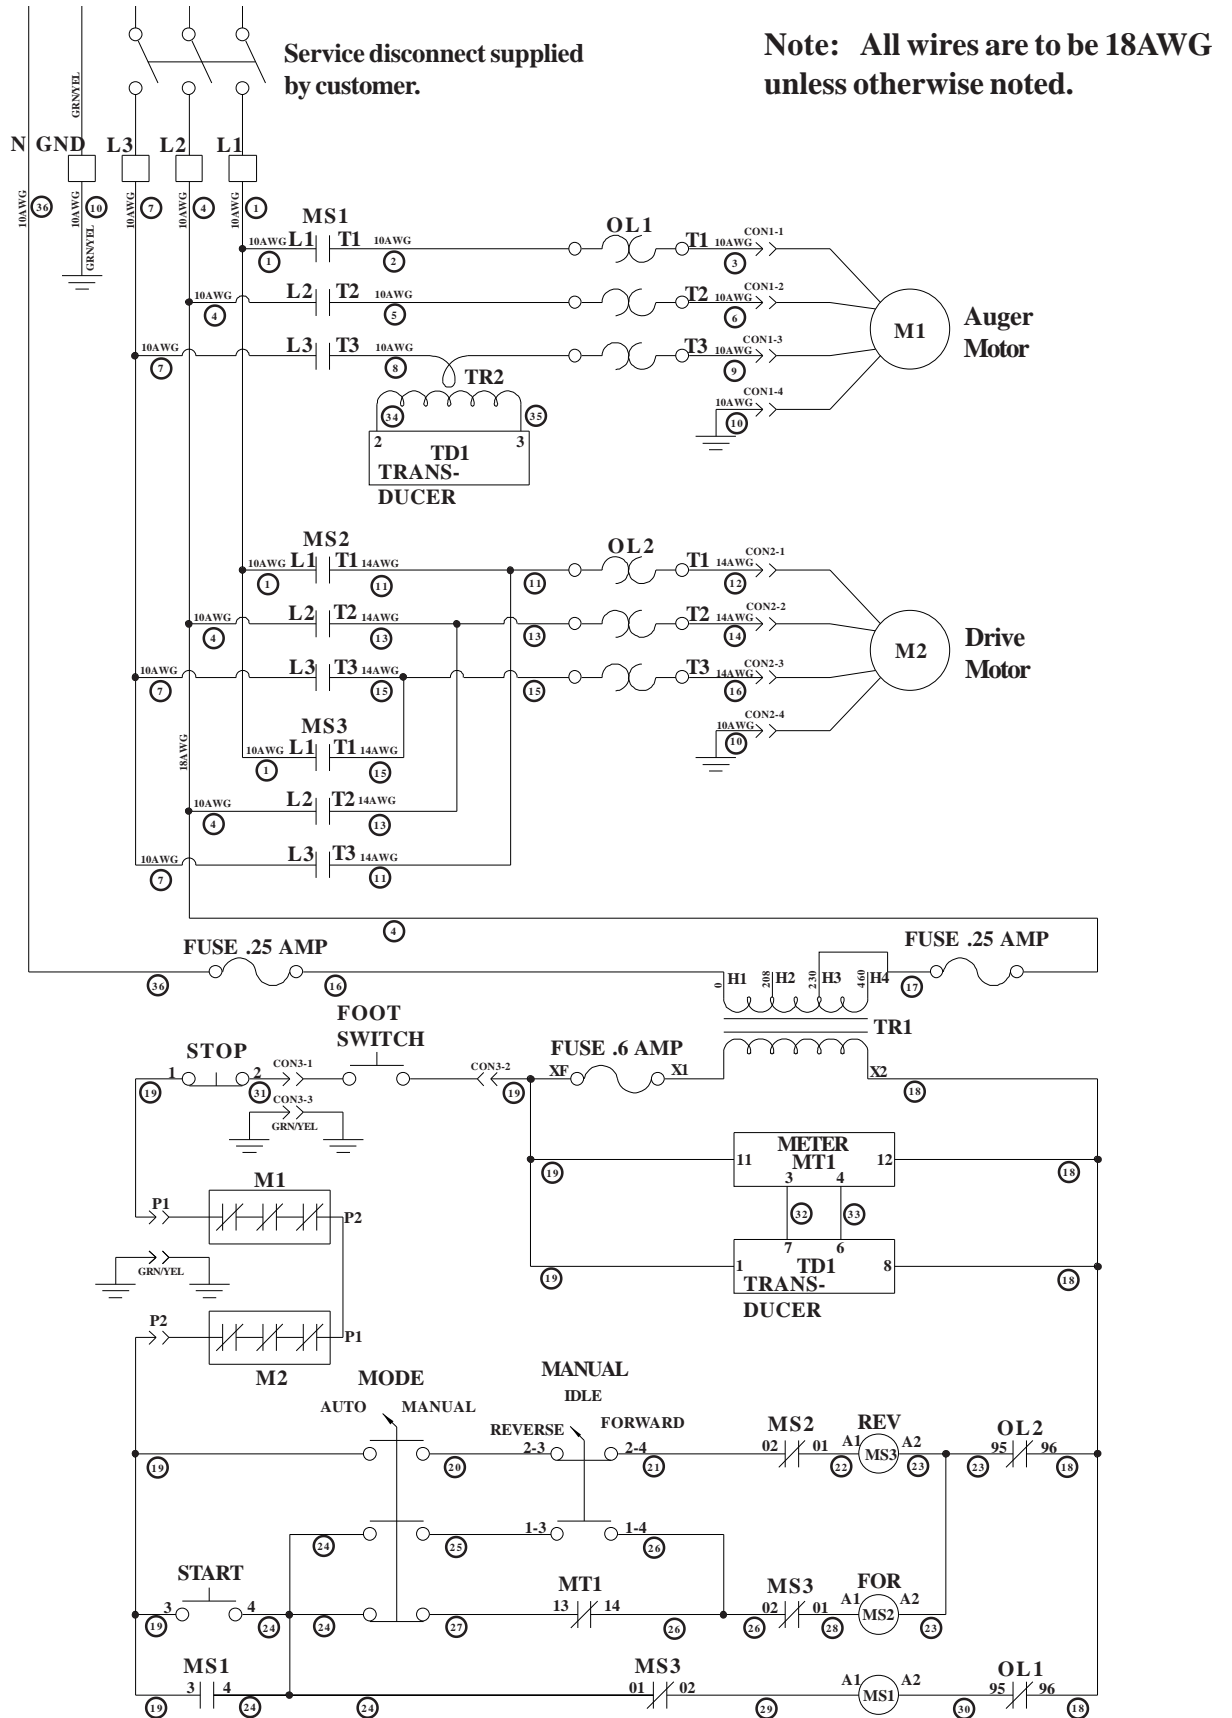 Service disconnect supplied
by customer.
Note: All wires are to be 18AWG
unless otherwise noted.
GRN/YEL
N GND L3 L2 L1
10AWG 36 10AWG 10 10AWG 7 10AWG 4 10AWG 1
GRN/YEL
MS1 OL1
10AWG L1 T1 10AWG T1 10AWG CON1-1
1 2 3
10AWG L2 T2 10AWG T2 10AWG CON1-2
4 5 6
M1 Auger
Motor
10AWG L3 T3 10AWG T3 10AWG CON1-3
7 8 9
TR2
34 35
10AWG CON1-4
10
2 3
TD1
TRANS-
DUCER
MS2 OL2
10AWG L1 T1 14AWG T1 14AWG CON2-1
1 11 11 12
10AWG L2 T2 14AWG T2 14AWG CON2-2
4 13 13 14
M2 Drive
Motor
10AWG L3 T3 14AWG T3 14AWG CON2-3
7 15 15 16
MS3
18AWG
10AWG L1 T1 14AWG
1 15
10AWG CON2-4
10
10AWG L2 T2 14AWG
4 13
10AWG L3 T3 14AWG
7 11
4
FUSE .25 AMP FUSE .25 AMP
36 16 0 H1 208 H2 230 H3 460 H4 17
TR1
FOOT
SWITCH
STOP FUSE .6 AMP
1 2 CON3-1 CON3-2 XF X1 X2
19 31 19 18
CON3-3
GRN/YEL
METER
MT1
11 12
19 18
3 4
32 33
7 6
TD1
1 8
TRANS-
DUCER
19 18
M1
P1 P2
GRN/YEL
P2 P1
M2
MODE MANUAL
AUTO MANUAL IDLE
REVERSE FORWARD
MS2 REV OL2
2-3 2-4 02 01 A1 MS3 A2 95 96
19 20 21 22 23 23 18
1-3 1-4
24 25 26
START MT1 MS3 FOR
3 4 13 14 02 01 A1 MS2 A2
19 24 24 27 26 26 28 23
MS1 MS3 OL1
3 4 01 02 A1 MS1 A2 95 96
19 24 24 29 30 18